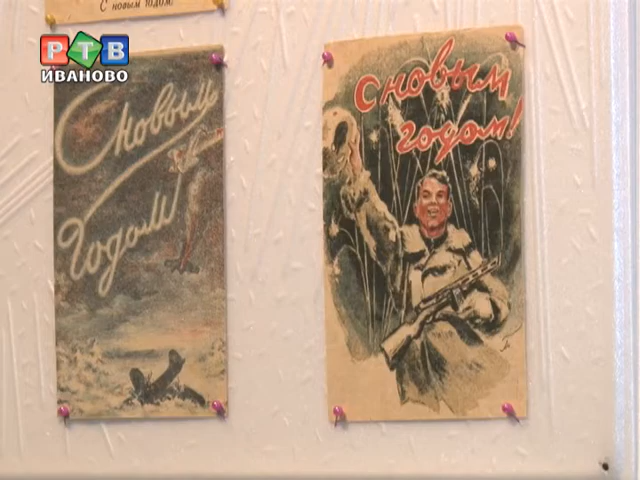 С новым годом!
РТВ
ИВАНОВО
С новым
Годом
С новым
годом!